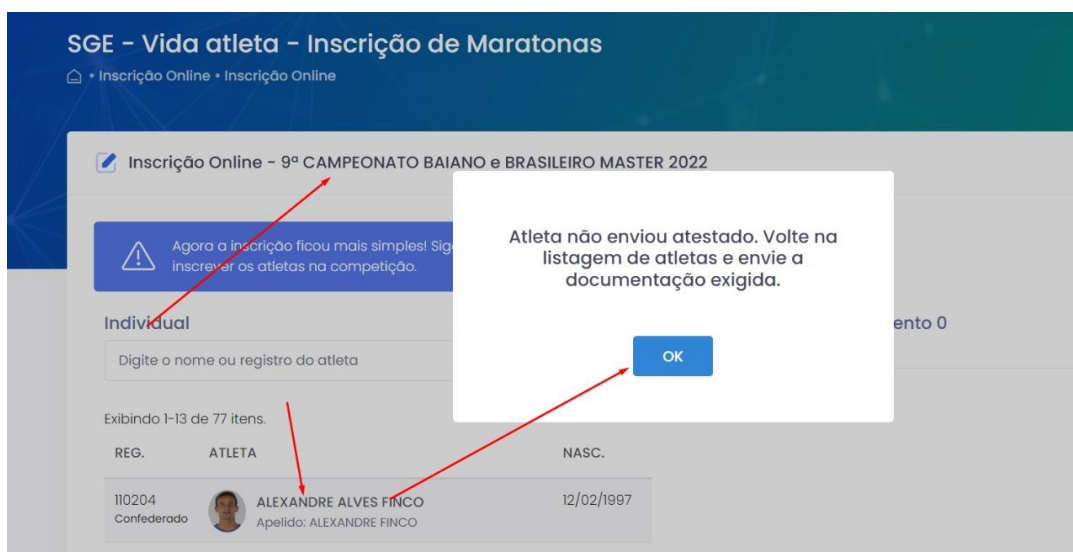 SGE - Vida atleta - Inscrição de Maratonas
• Inscrição Online • Inscrição Online
Inscrição Online - 9ª CAMPEONATO BAIANO e BRASILEIRO MASTER 2022
Agora a inscrição ficou mais simples! Sig
inscrever os atletas na competição.
Atleta não enviou atestado. Volte na
listagem de atletas e envie a
documentação exigida.
OK
Individual
ento 0
Digite o nome ou registro do atleta
Exibindo 1-13 de 77 itens.
REG. ATLETA NASC.
110204 ALEXANDRE ALVES FINCO 12/02/1997
Confederado Apelido: ALEXANDRE FINCO